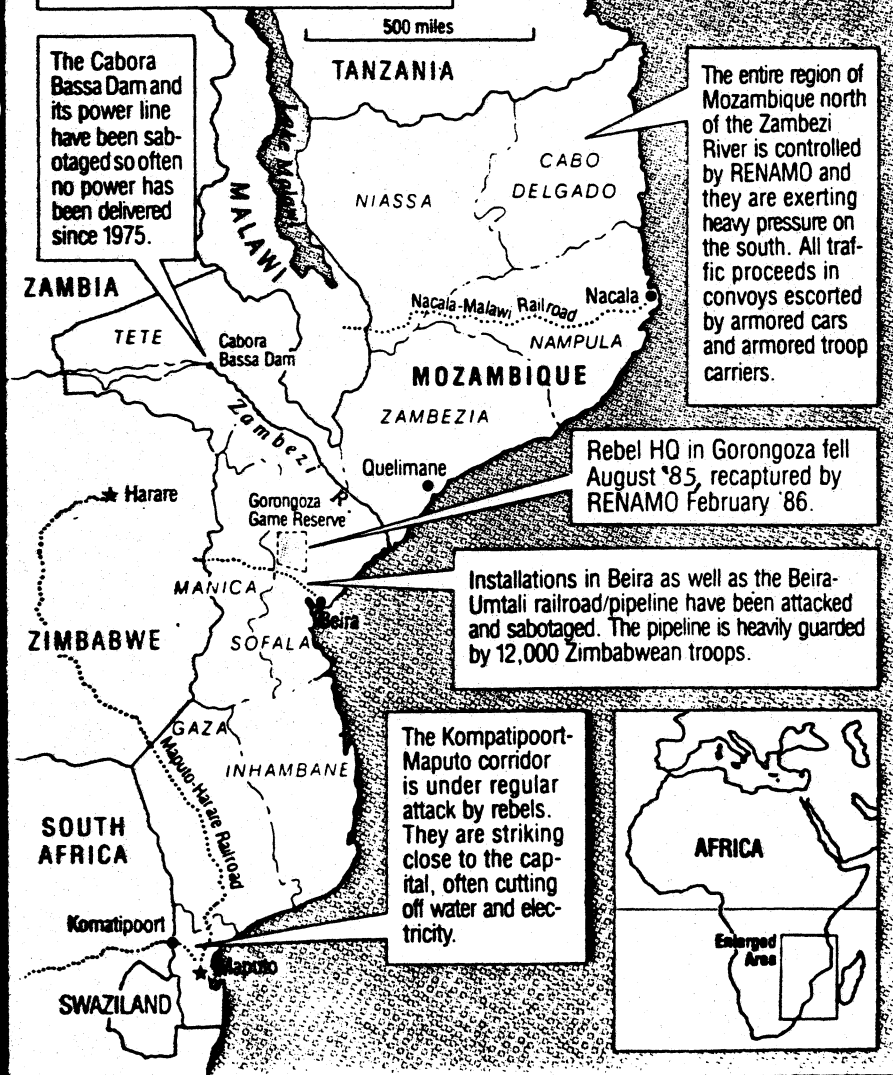 500 miles
TANZANIA
The Cabora
Bassa Dam and
its power line
have been sab-
otaged so often
no power has
been delivered
since 1975.
The entire region of
Mozambique north
of the Zambezi
River is controlled
by RENAMO and
they are exerting
heavy pressure on
the south. All traf-
fic proceeds in
convoys escorted
by armored cars
and armored troop
carriers.
Lake Malawi
MALAWI
NIASSA
CABO
DELGADO
ZAMBIA
Nacala-Malawi Railroad
Nacala
TETE
Cabora
Bassa Dam
NAMPULA
MOZAMBIQUE
ZAMBEZIA
Zambezi R.
Quelimane
Rebel HQ in Gorongoza fell
August '85, recaptured by
RENAMO February '86.
Harare
Gorongoza
Game Reserve
Installations in Beira as well as the Beira-
Umtali railroad/pipeline have been attacked
and sabotaged. The pipeline is heavily guarded
by 12,000 Zimbabwean troops.
MANICA
Beira
ZIMBABWE
SOFALA
GAZA
Maputo-Harare Railroad
INHAMBANE
The Kompatipoort-
Maputo corridor
is under regular
attack by rebels.
They are striking
close to the cap-
ital, often cutting
off water and elec-
tricity.
SOUTH
AFRICA
AFRICA
Komatipoort
Enlarged
Area
Maputo
SWAZILAND